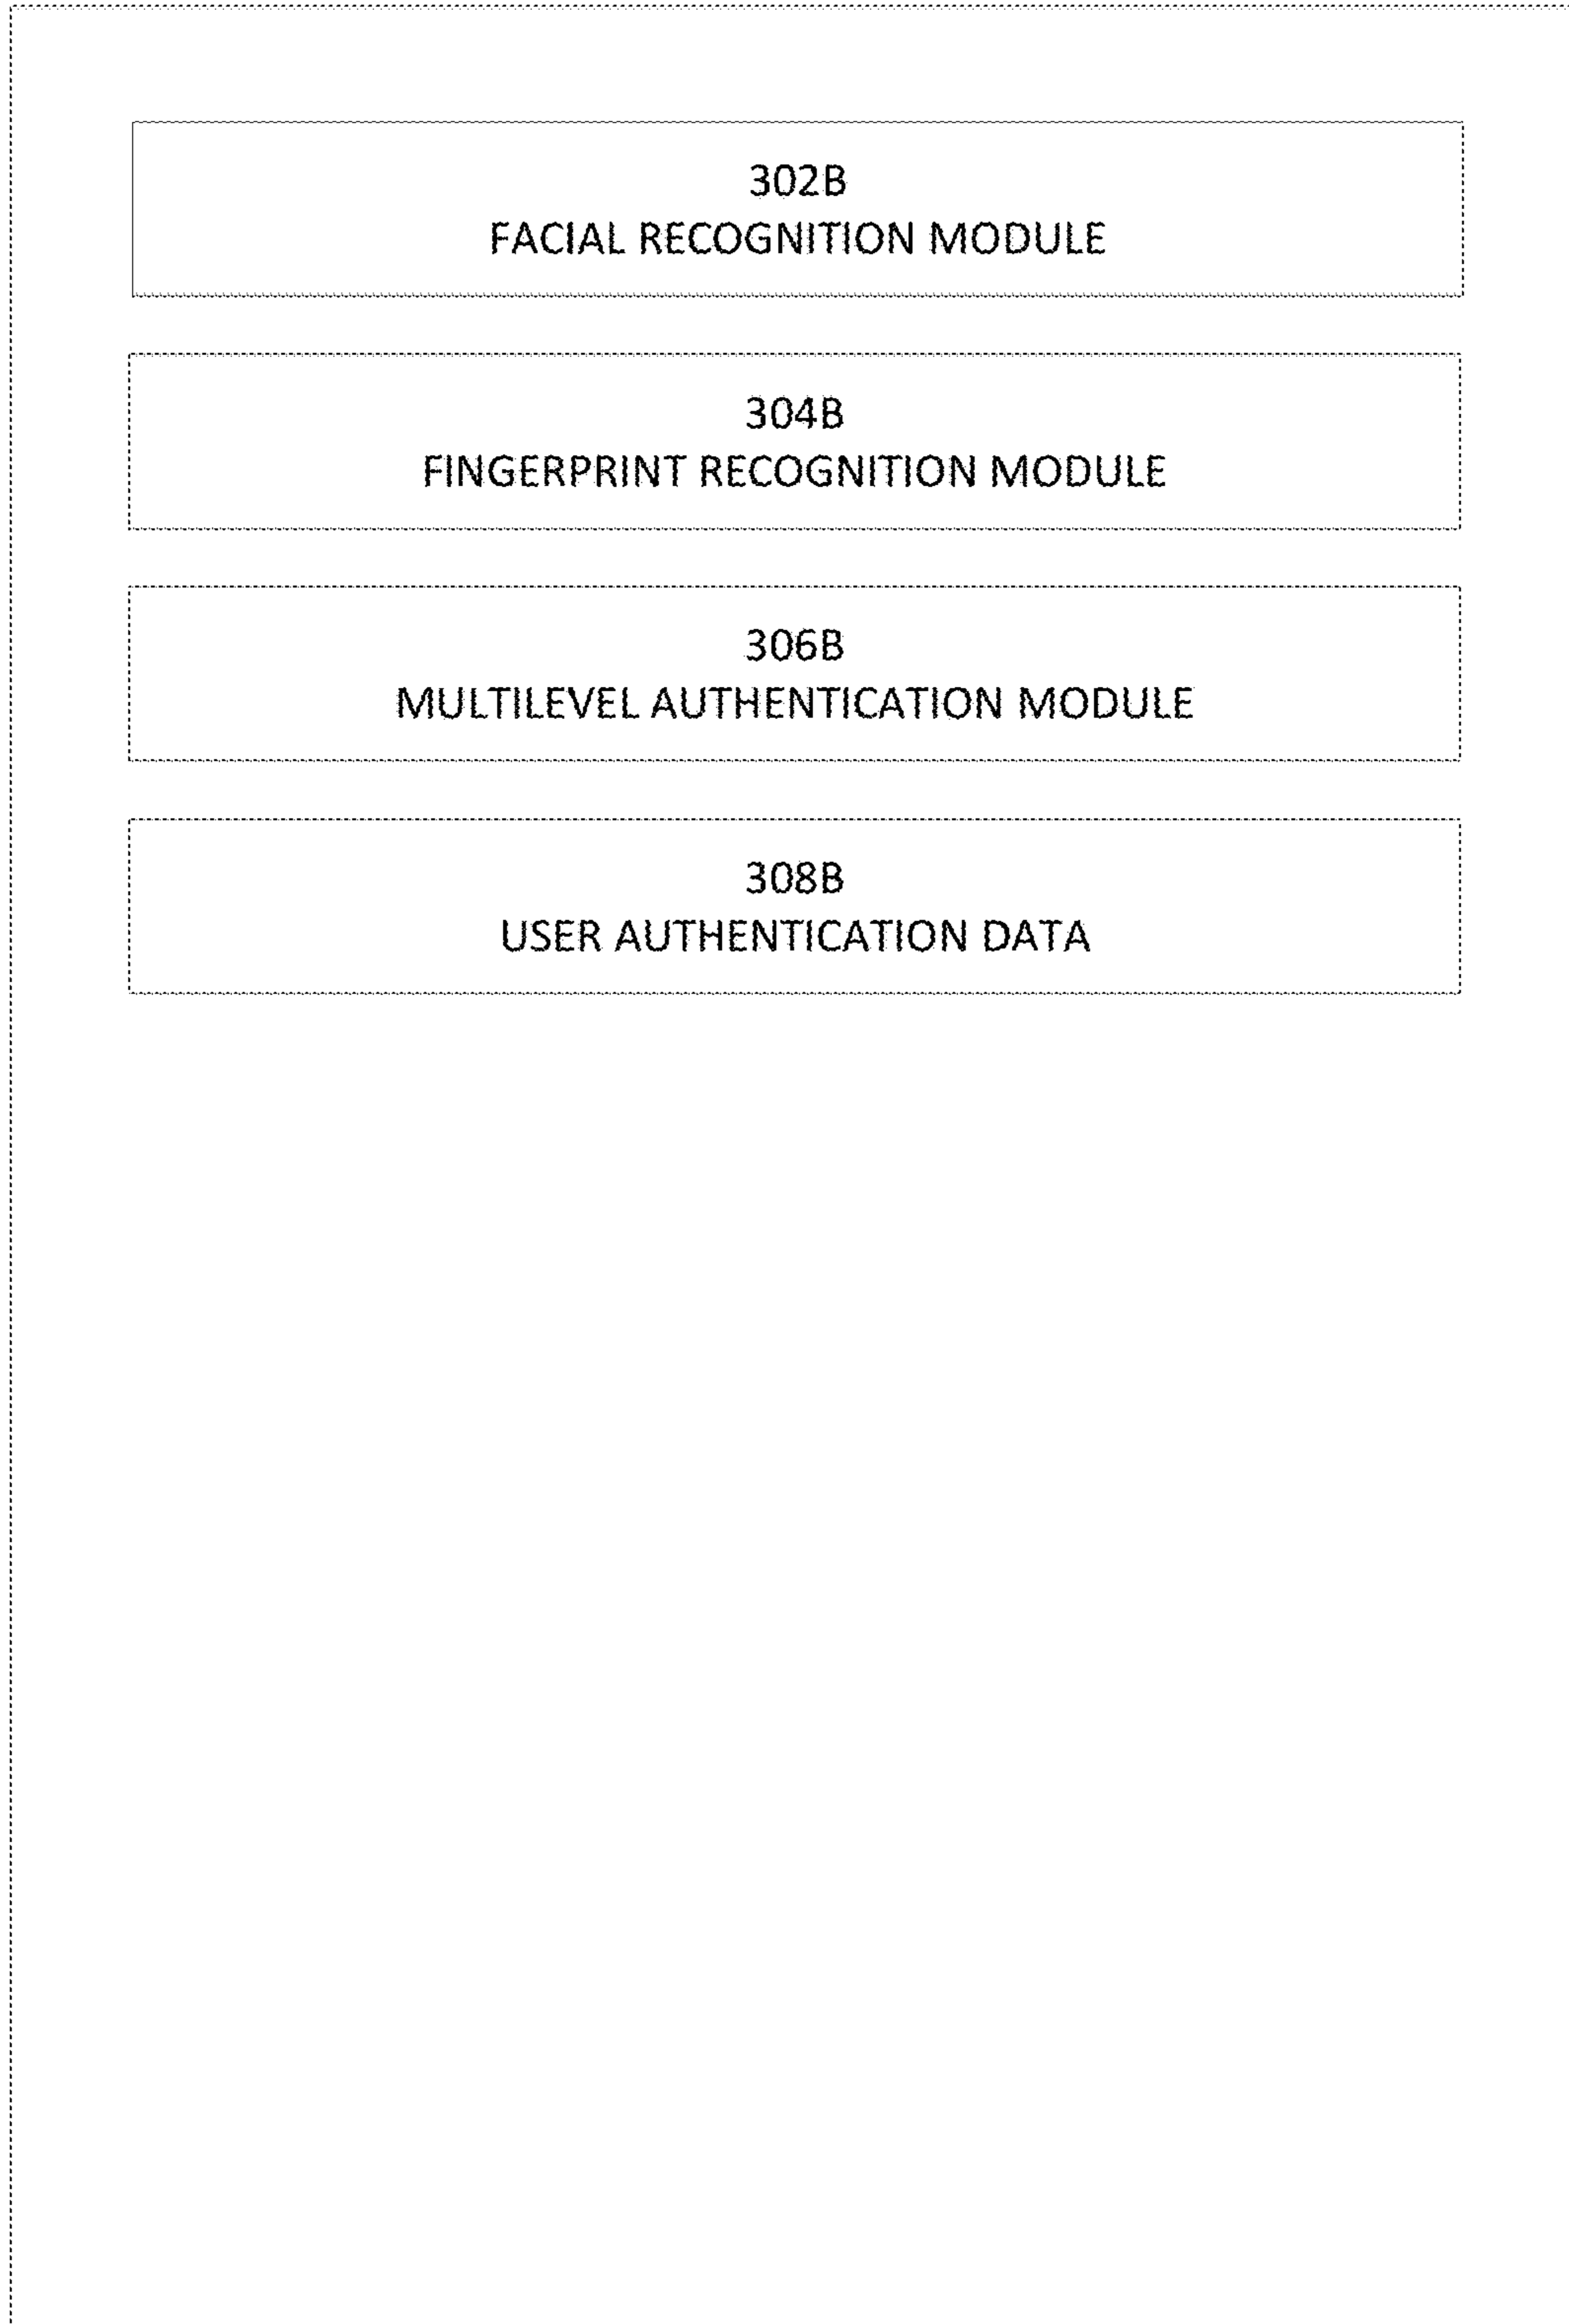 302B
FACIAL RECOGNITION MODULE
304B
FINGERPRINT RECOGNITION MODULE
306B
MULTILEVEL AUTHENTICATION MODULE
308B
USER AUTHENTICATION DATA